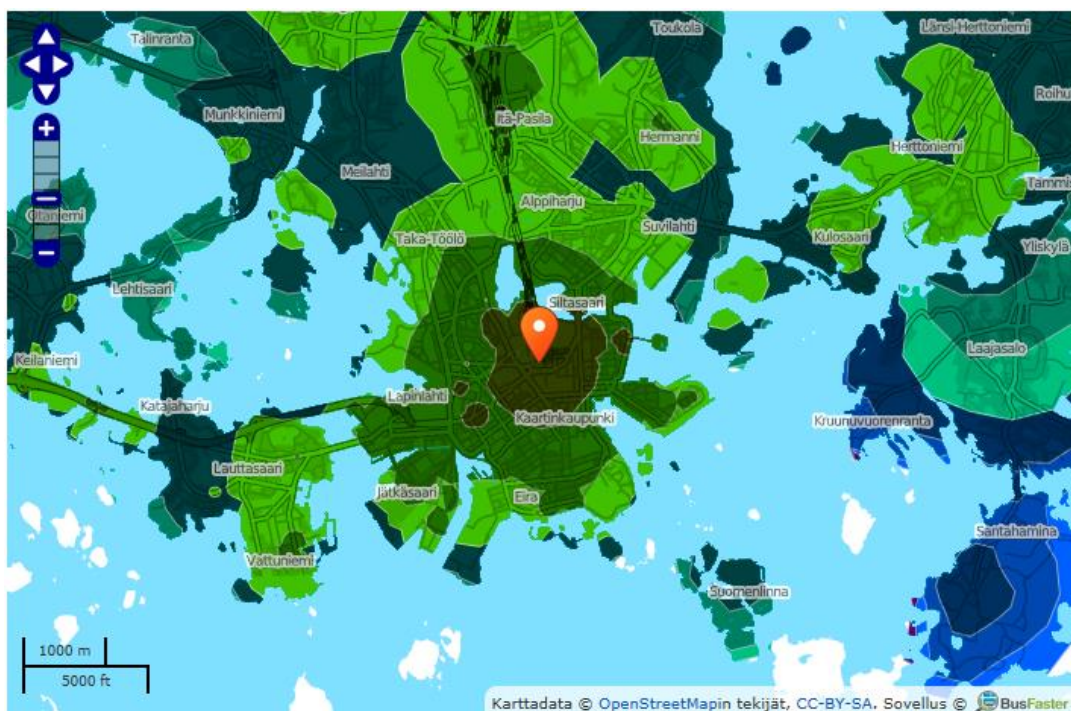 Talinranta
Toukola
Länsi-Herttoniemi
Roihu
Munkkiniemi
Itä-Pasila
Hermanni
Herttoniemi
Meilahti
Tammis
Alppiharju
Otaniemi
Taka-Töölö
Suvilahti
Kulosaari
Yliskylä
Lehtisaari
Siltasaari
Laajasalo
Keilaniemi
Katajaharju
Lapinlahti
Kaartinkaupunki
Kruunuvuorenranta
Lauttasaari
Jätkäsaari
Eira
Santahamina
Vattuniemi
Suomenlinna
1000 m
5000 ft
Karttadata © OpenStreetMapin tekijät, CC-BY-SA. Sovellus © BusFaster